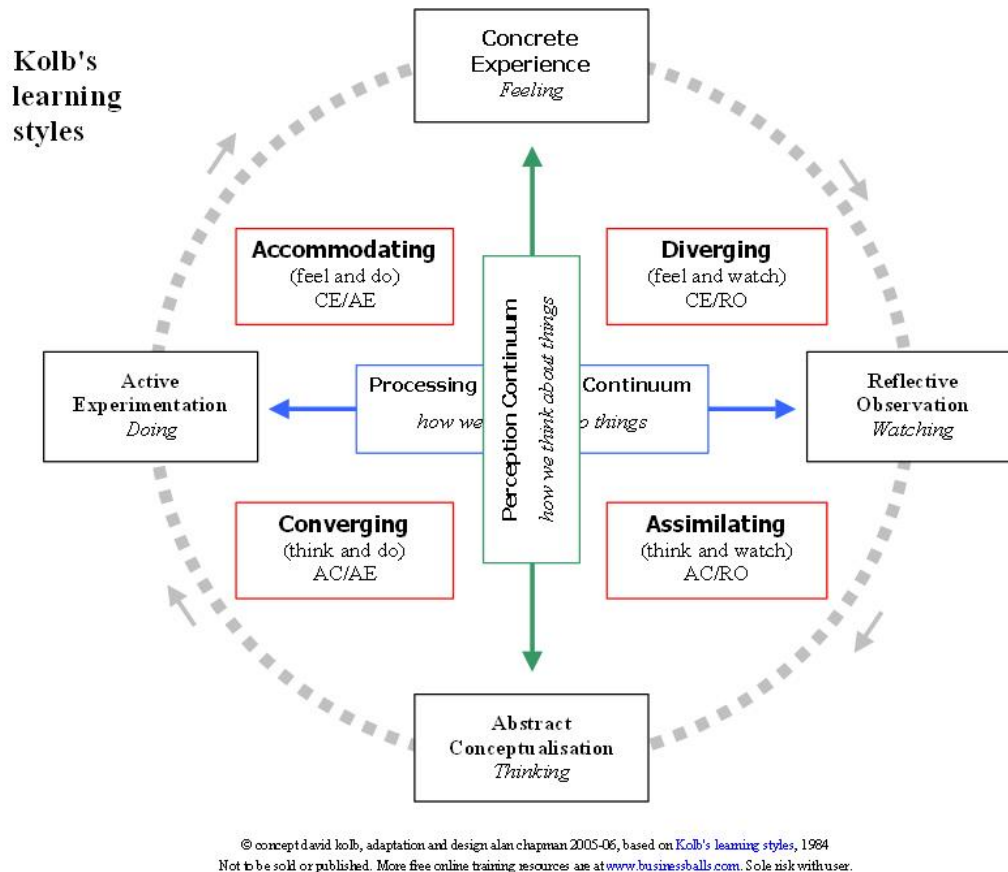 Kolb's
learning
styles
Concrete
Experience
Feeling
Accommodating
(feel and do)
CE/AE
Diverging
(feel and watch)
CE/RO
Active
Experimentation
Doing
Processing Continuum
how we o things
Perception Continuum
how we think about things
Reflective
Observation
Watching
Converging
(think and do)
AC/AE
Assimilating
(think and watch)
AC/RO
Abstract
Conceptualisation
Thinking
© concept david kolb, adaptation and design alan chapman 2005-06, based on Kolb's learning styles, 1984
Not to be sold or published. More free online training resources are at www.businessballs.com. Sole risk with user.